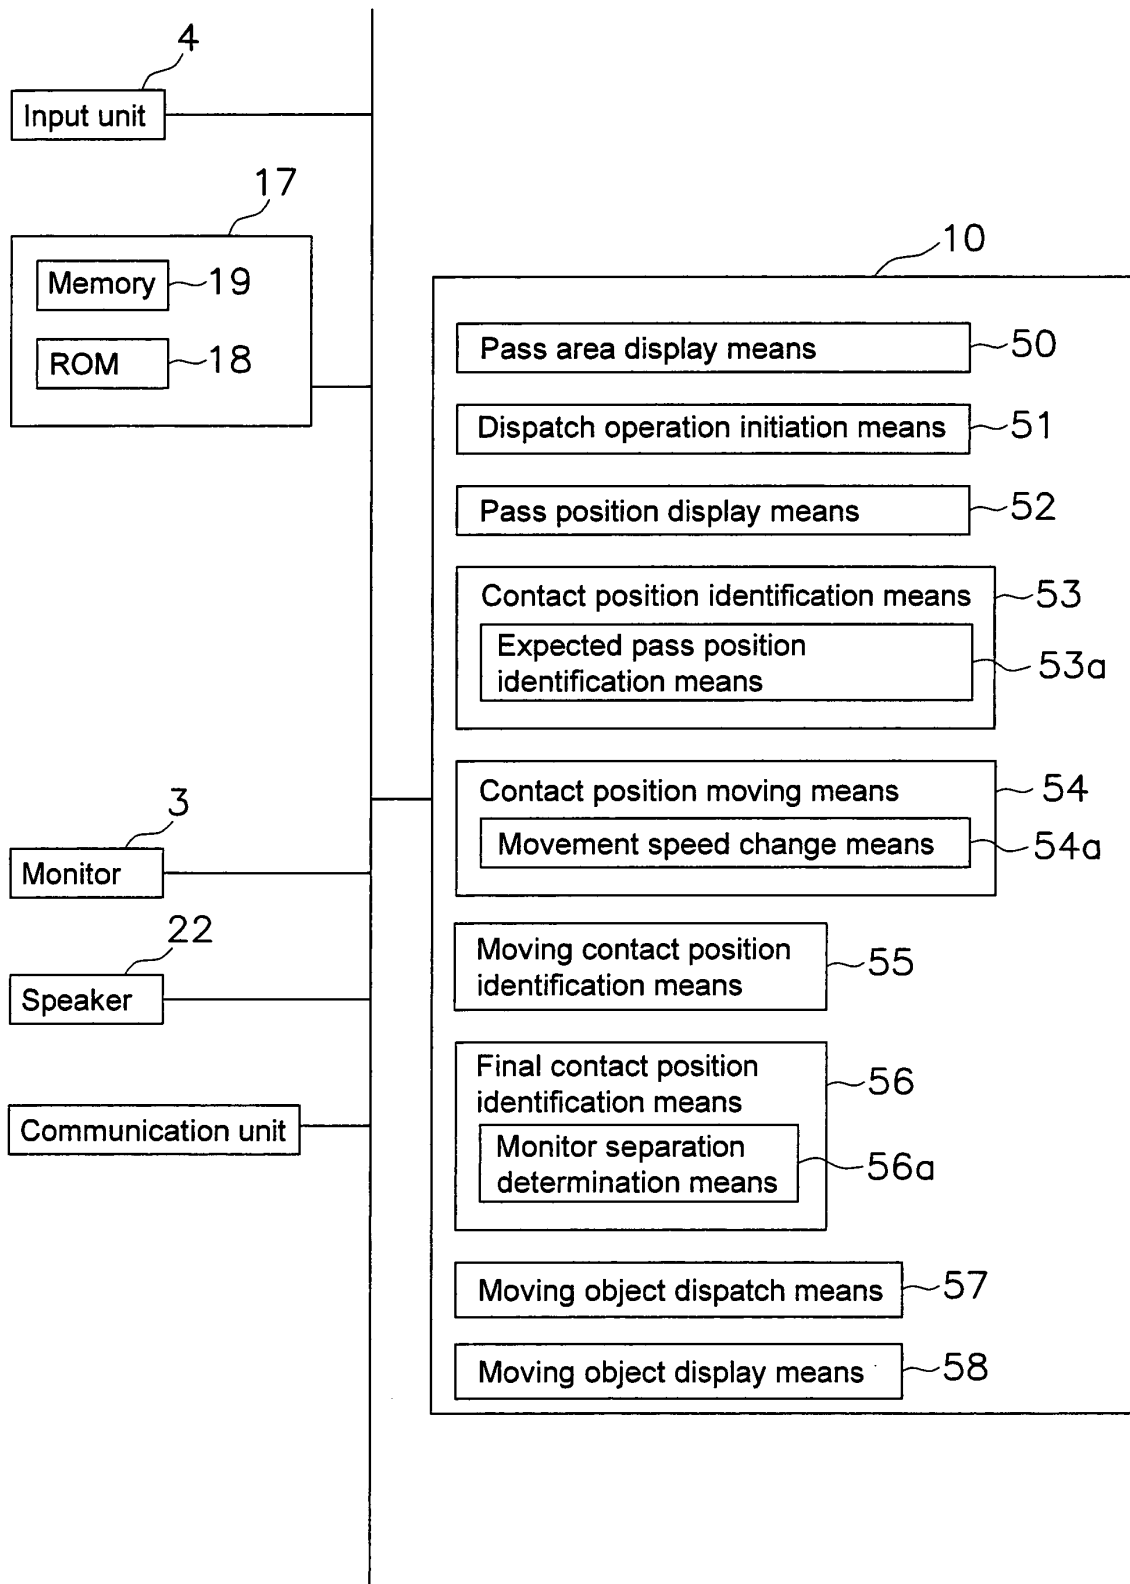 4
Input unit
17
Memory
19
ROM
18
10
Pass area display means
50
Dispatch operation initiation means
51
Pass position display means
52
Contact position identification means
53
Expected pass position
identification means
53a
Contact position moving means
54
Movement speed change means
54a
3
Monitor
22
Speaker
Moving contact position
identification means
55
Communication unit
Final contact position
identification means
56
Monitor separation
determination means
56a
Moving object dispatch means
57
Moving object display means
58